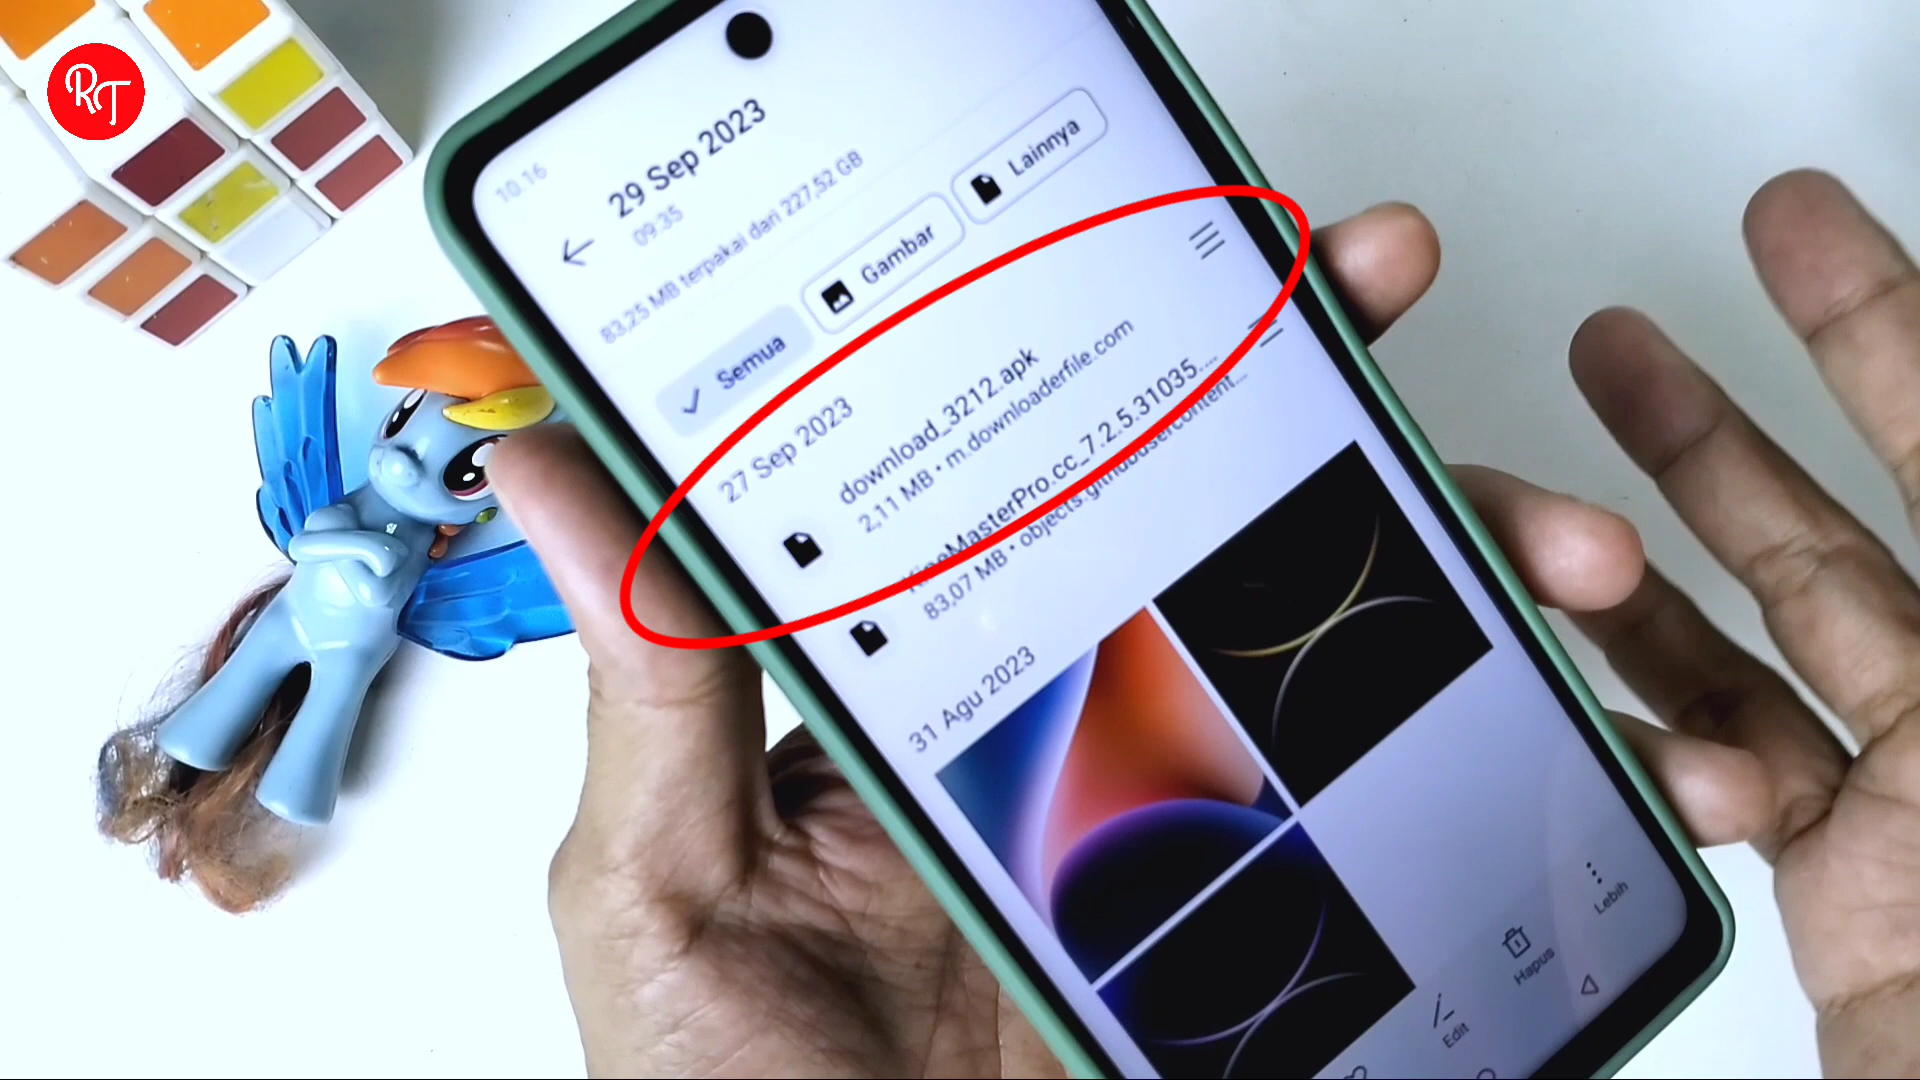 RT
10.16
29 Sep 2023
09.35
83,25 MB terpakai dari 227,52 GB
Semua
Gambar
Lainnya
27 Sep 2023
download_3212.apk
2,11 MB • m.downloaderfile.com
KineMasterPro.cc_7.2.5.31035....
83,07 MB • objects.githubusercontent...
31 Agu 2023
Edit
Hapus
Lebih